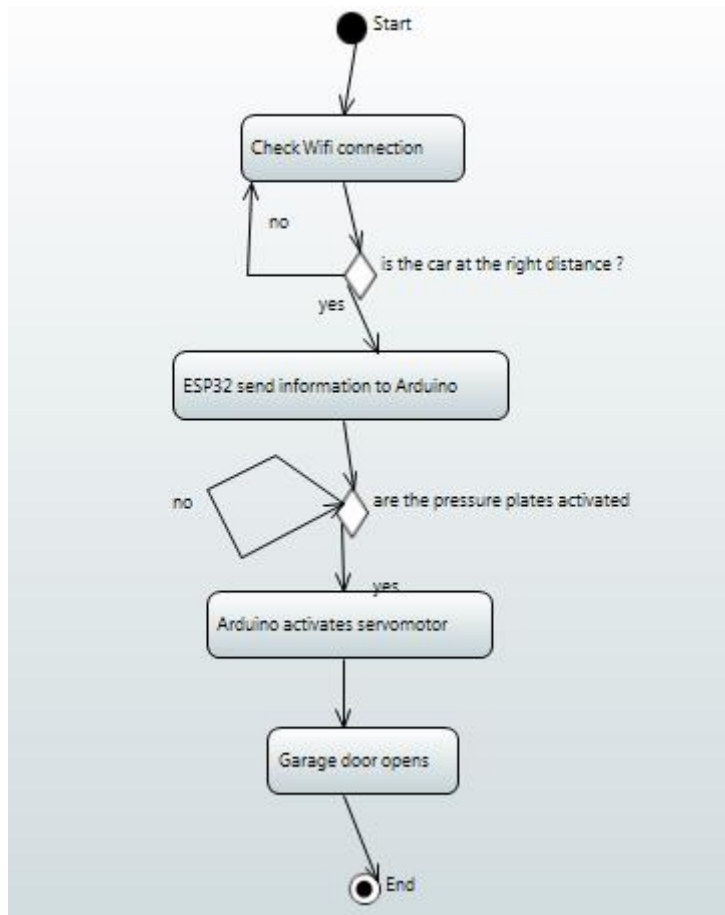 Start
Check Wifi connection
no
is the car at the right distance ?
yes
ESP32 send information to Arduino
no
are the pressure plates activated
yes
Arduino activates servomotor
Garage door opens
End